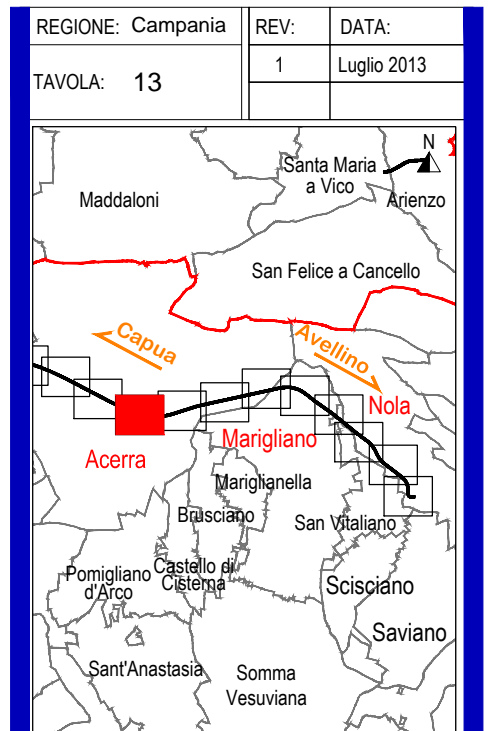 REGIONE: Campania
REV:
DATA:
TAVOLA: 13
1
Luglio 2013
N
Santa Maria
a Vico
Maddaloni
Arienzo
San Felice a Cancello
Capua
Avellino
Nola
Marigliano
Acerra
Mariglianella
Brusciano
San Vitaliano
Castello di
Cisterna
Pomigliano
d'Arco
Scisciano
Saviano
Sant'Anastasia
Somma
Vesuviana